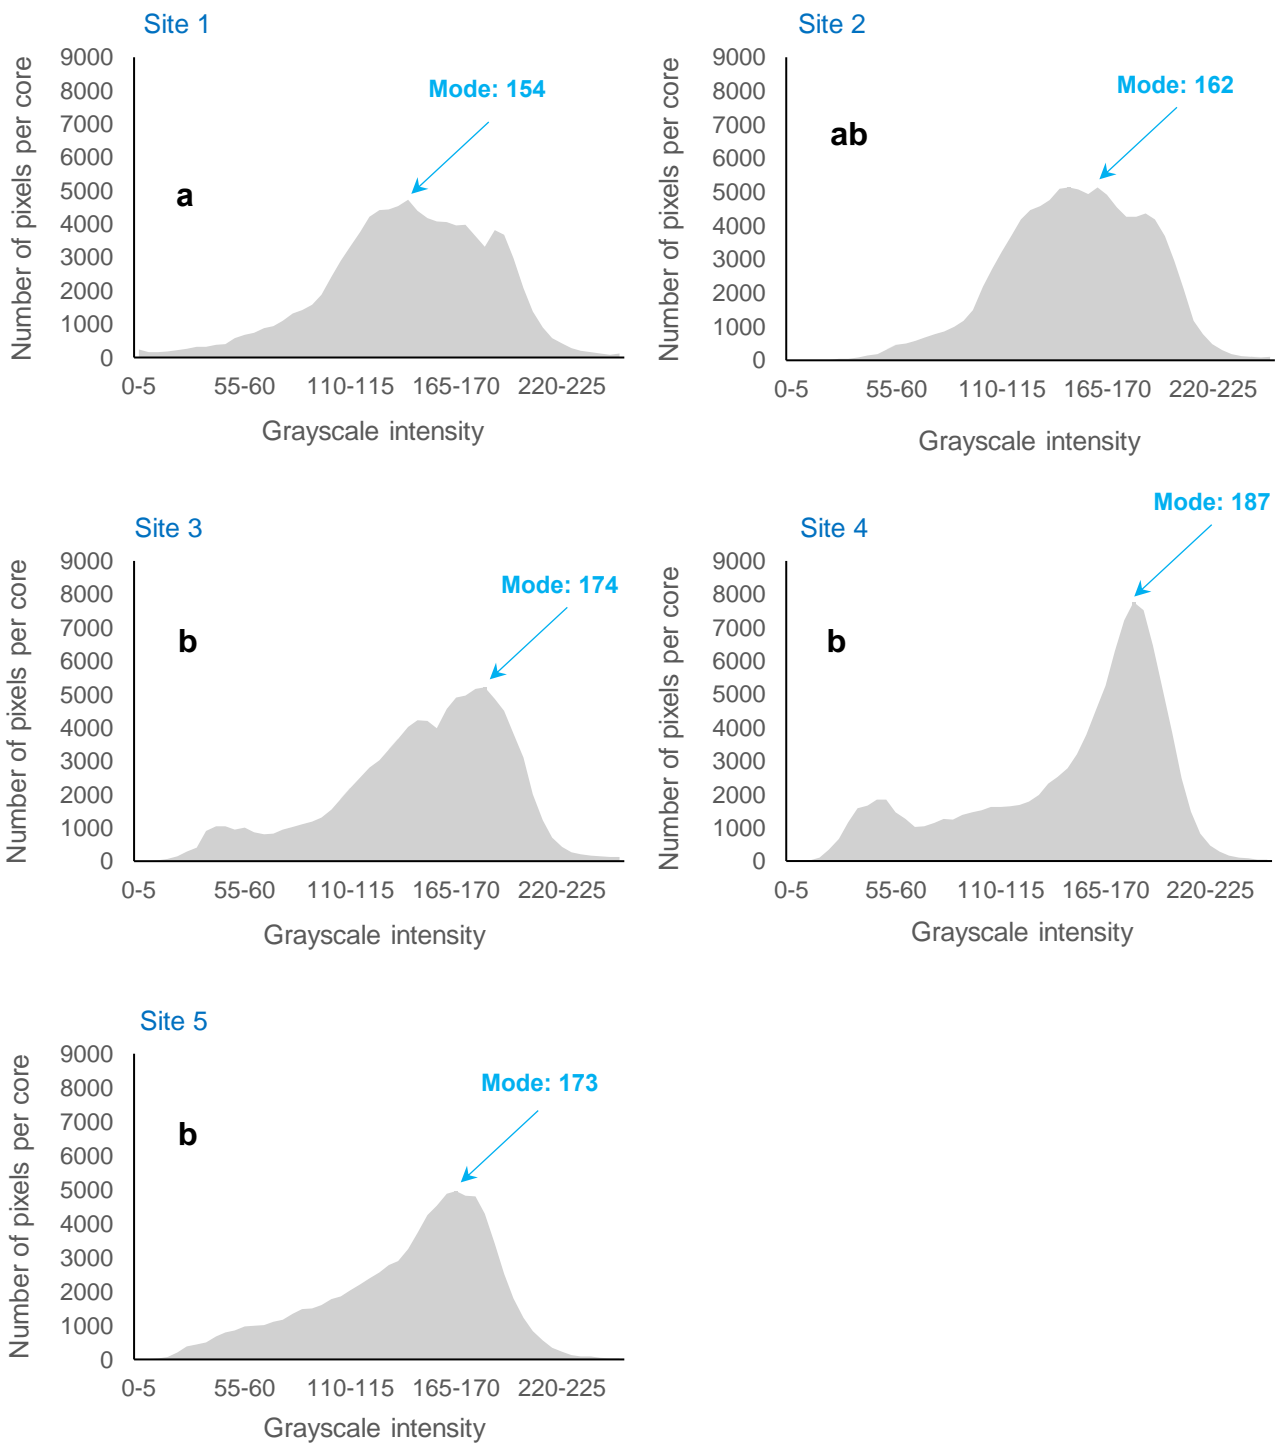 Site 1
Number of pixels per core
9000
8000
7000
6000
5000
4000
3000
2000
1000
0
Mode: 154
a
0-5 55-60 110-115 165-170 220-225
Grayscale intensity
Site 2
Number of pixels per core
9000
8000
7000
6000
5000
4000
3000
2000
1000
0
Mode: 162
ab
0-5 55-60 110-115 165-170 220-225
Grayscale intensity
Site 3
Number of pixels per core
9000
8000
7000
6000
5000
4000
3000
2000
1000
0
Mode: 174
b
0-5 55-60 110-115 165-170 220-225
Grayscale intensity
Site 4
Number of pixels per core
9000
8000
7000
6000
5000
4000
3000
2000
1000
0
Mode: 187
b
0-5 55-60 110-115 165-170 220-225
Grayscale intensity
Site 5
Number of pixels per core
9000
8000
7000
6000
5000
4000
3000
2000
1000
0
Mode: 173
b
0-5 55-60 110-115 165-170 220-225
Grayscale intensity